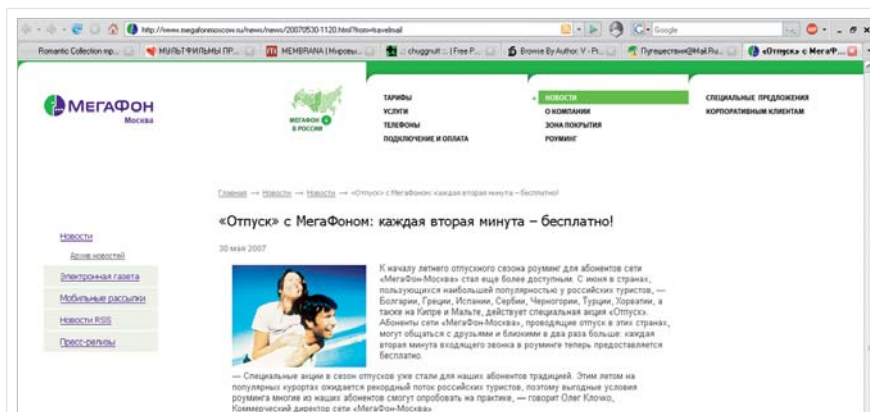 http://www.megafonmoscow.ru/news/news/20070530-1120.html?from=travelmail
Google
Romantic Collection mp...
МУЛЬТФИЛЬМЫ ПР...
MEMBRANA | Мировы...
.: chuggnutt :. | Free P...
Browse By Author: V - Pr...
Путешествия@Mail.Ru...
«Отпуск» с МегаФ...
МЕГАФОН
Москва
МЕГАФОН
В РОССИИ
ТАРИФЫ
УСЛУГИ
ТЕЛЕФОНЫ
ПОДКЛЮЧЕНИЕ И ОПЛАТА
НОВОСТИ
О КОМПАНИИ
ЗОНА ПОКРЫТИЯ
РОУМИНГ
СПЕЦИАЛЬНЫЕ ПРЕДЛОЖЕНИЯ
КОРПОРАТИВНЫМ КЛИЕНТАМ
Главная → Новости → Новости → «Отпуск» с МегаФоном: каждая вторая минута – бесплатно!
«Отпуск» с МегаФоном: каждая вторая минута – бесплатно!
30 мая 2007
Новости
Архив новостей
Электронная газета
Мобильные рассылки
Новости RSS
Пресс-релизы
К началу летнего отпускного сезона роуминг для абонентов сети
«МегаФон-Москва» стал еще более доступным. С июня в странах,
пользующихся наибольшей популярностью у российских туристов, —
Болгарии, Греции, Испании, Сербии, Черногории, Турции, Хорватии, а
также на Кипре и Мальте, действует специальная акция «Отпуск».
Абоненты сети «МегаФон-Москва», проводящие отпуск в этих странах,
могут общаться с друзьями и близкими в два раза больше: каждая
вторая минута входящего звонка в роуминге теперь предоставляется
бесплатно.
— Специальные акции в сезон отпусков уже стали для наших абонентов традицией. Этим летом на
популярных курортах ожидается рекордный поток российских туристов, поэтому выгодные условия
роуминга многие из наших абонентов смогут опробовать на практике, — говорит Олег Клочко,
Коммерческий директор сети «МегаФон-Москва»